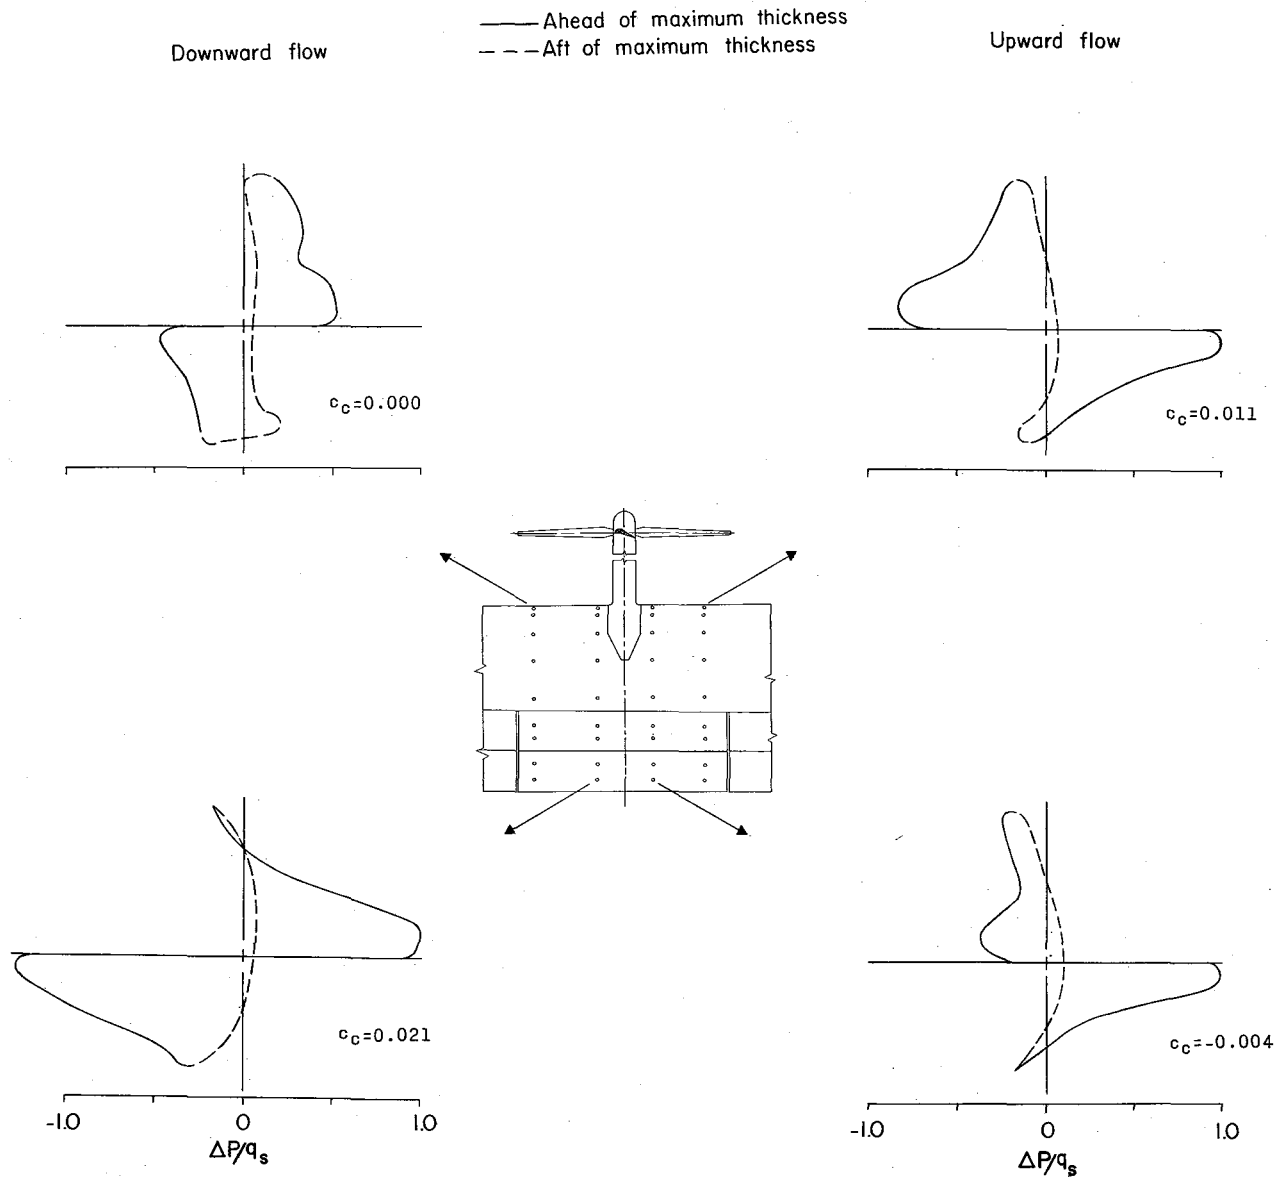 Ahead of maximum thickness
Aft of maximum thickness
Downward flow
Upward flow
c_c=0.000
c_c=0.011
c_c=0.021
c_c=-0.004
-1.0 0 1.0
ΔP/q_s
-1.0 0 1.0
ΔP/q_s